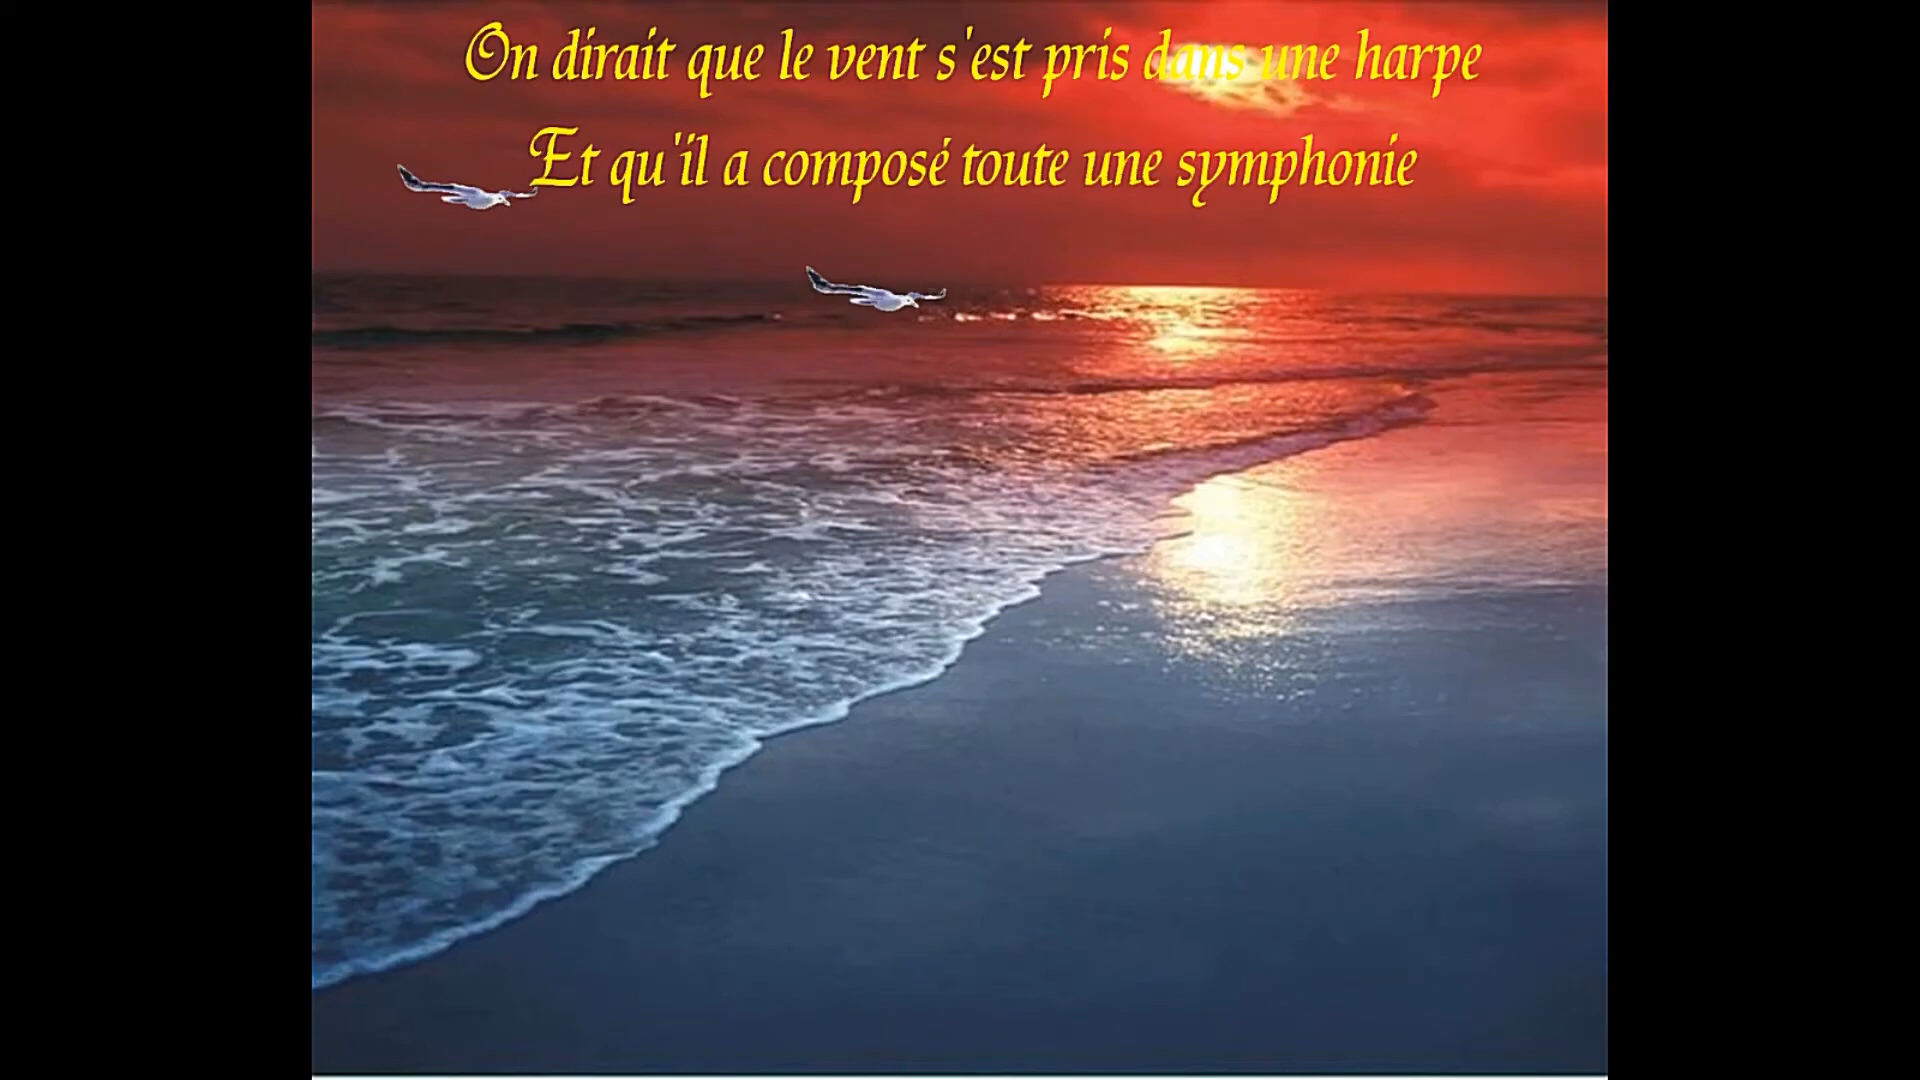 On dirait que le vent s'est pris dans une harpe
Et qu'il a composé toute une symphonie